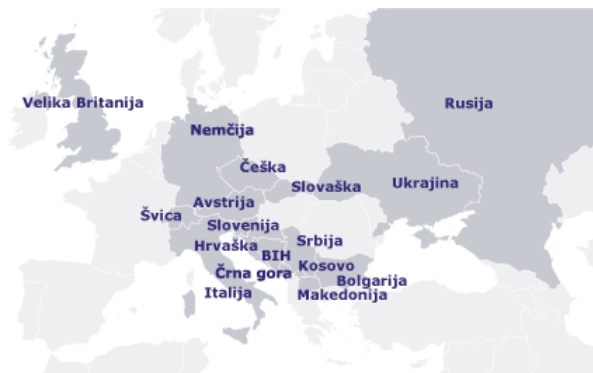 Velika Britanija
Rusija
Nemčija
Češka
Slovaška
Ukrajina
Avstrija
Švica
Slovenija
Srbija
Hrvaška
BIH
Kosovo
Črna gora
Bolgarija
Italija
Makedonija